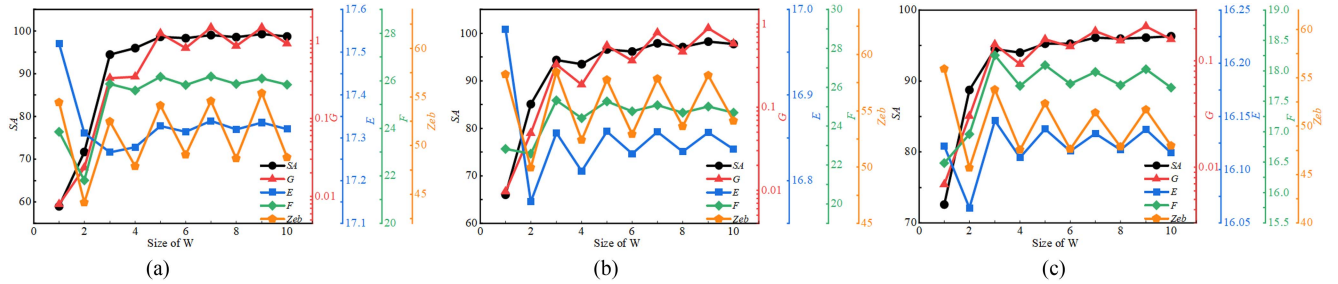 100
90
80
70
60
SA
0 2 4 6 8 10
Size of W
SA
G
E
F
Zeb
1
0.1
0.01
G
17.6
17.5
17.4
17.3
17.2
17.1
E
28
26
24
22
20
F
60
55
50
45
Zeb
(a)
100
95
90
85
80
75
70
65
60
SA
0 2 4 6 8 10
Size of W
SA
G
E
F
Zeb
1
0.1
0.01
G
17.0
16.9
16.8
E
30
28
26
24
22
20
F
60
55
50
45
Zeb
(b)
100
90
80
70
SA
0 2 4 6 8 10
Size of W
SA
G
E
F
Zeb
0.1
0.01
G
16.25
16.20
16.15
16.10
16.05
E
19.0
18.5
18.0
17.5
17.0
16.5
16.0
15.5
F
60
55
50
45
40
Zeb
(c)